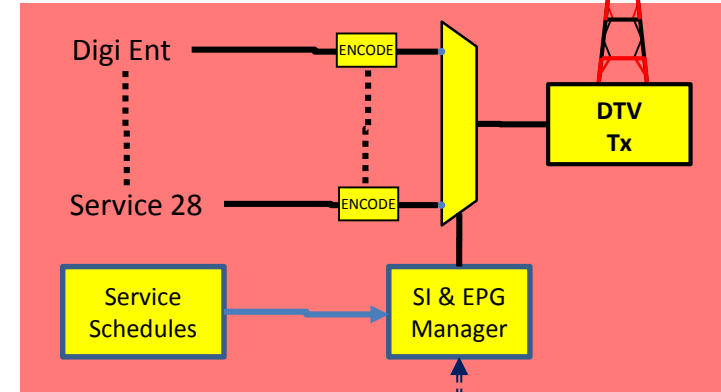 Digi Ent
ENCODE
DTV
Tx
Service 28
ENCODE
Service
Schedules
SI & EPG
Manager